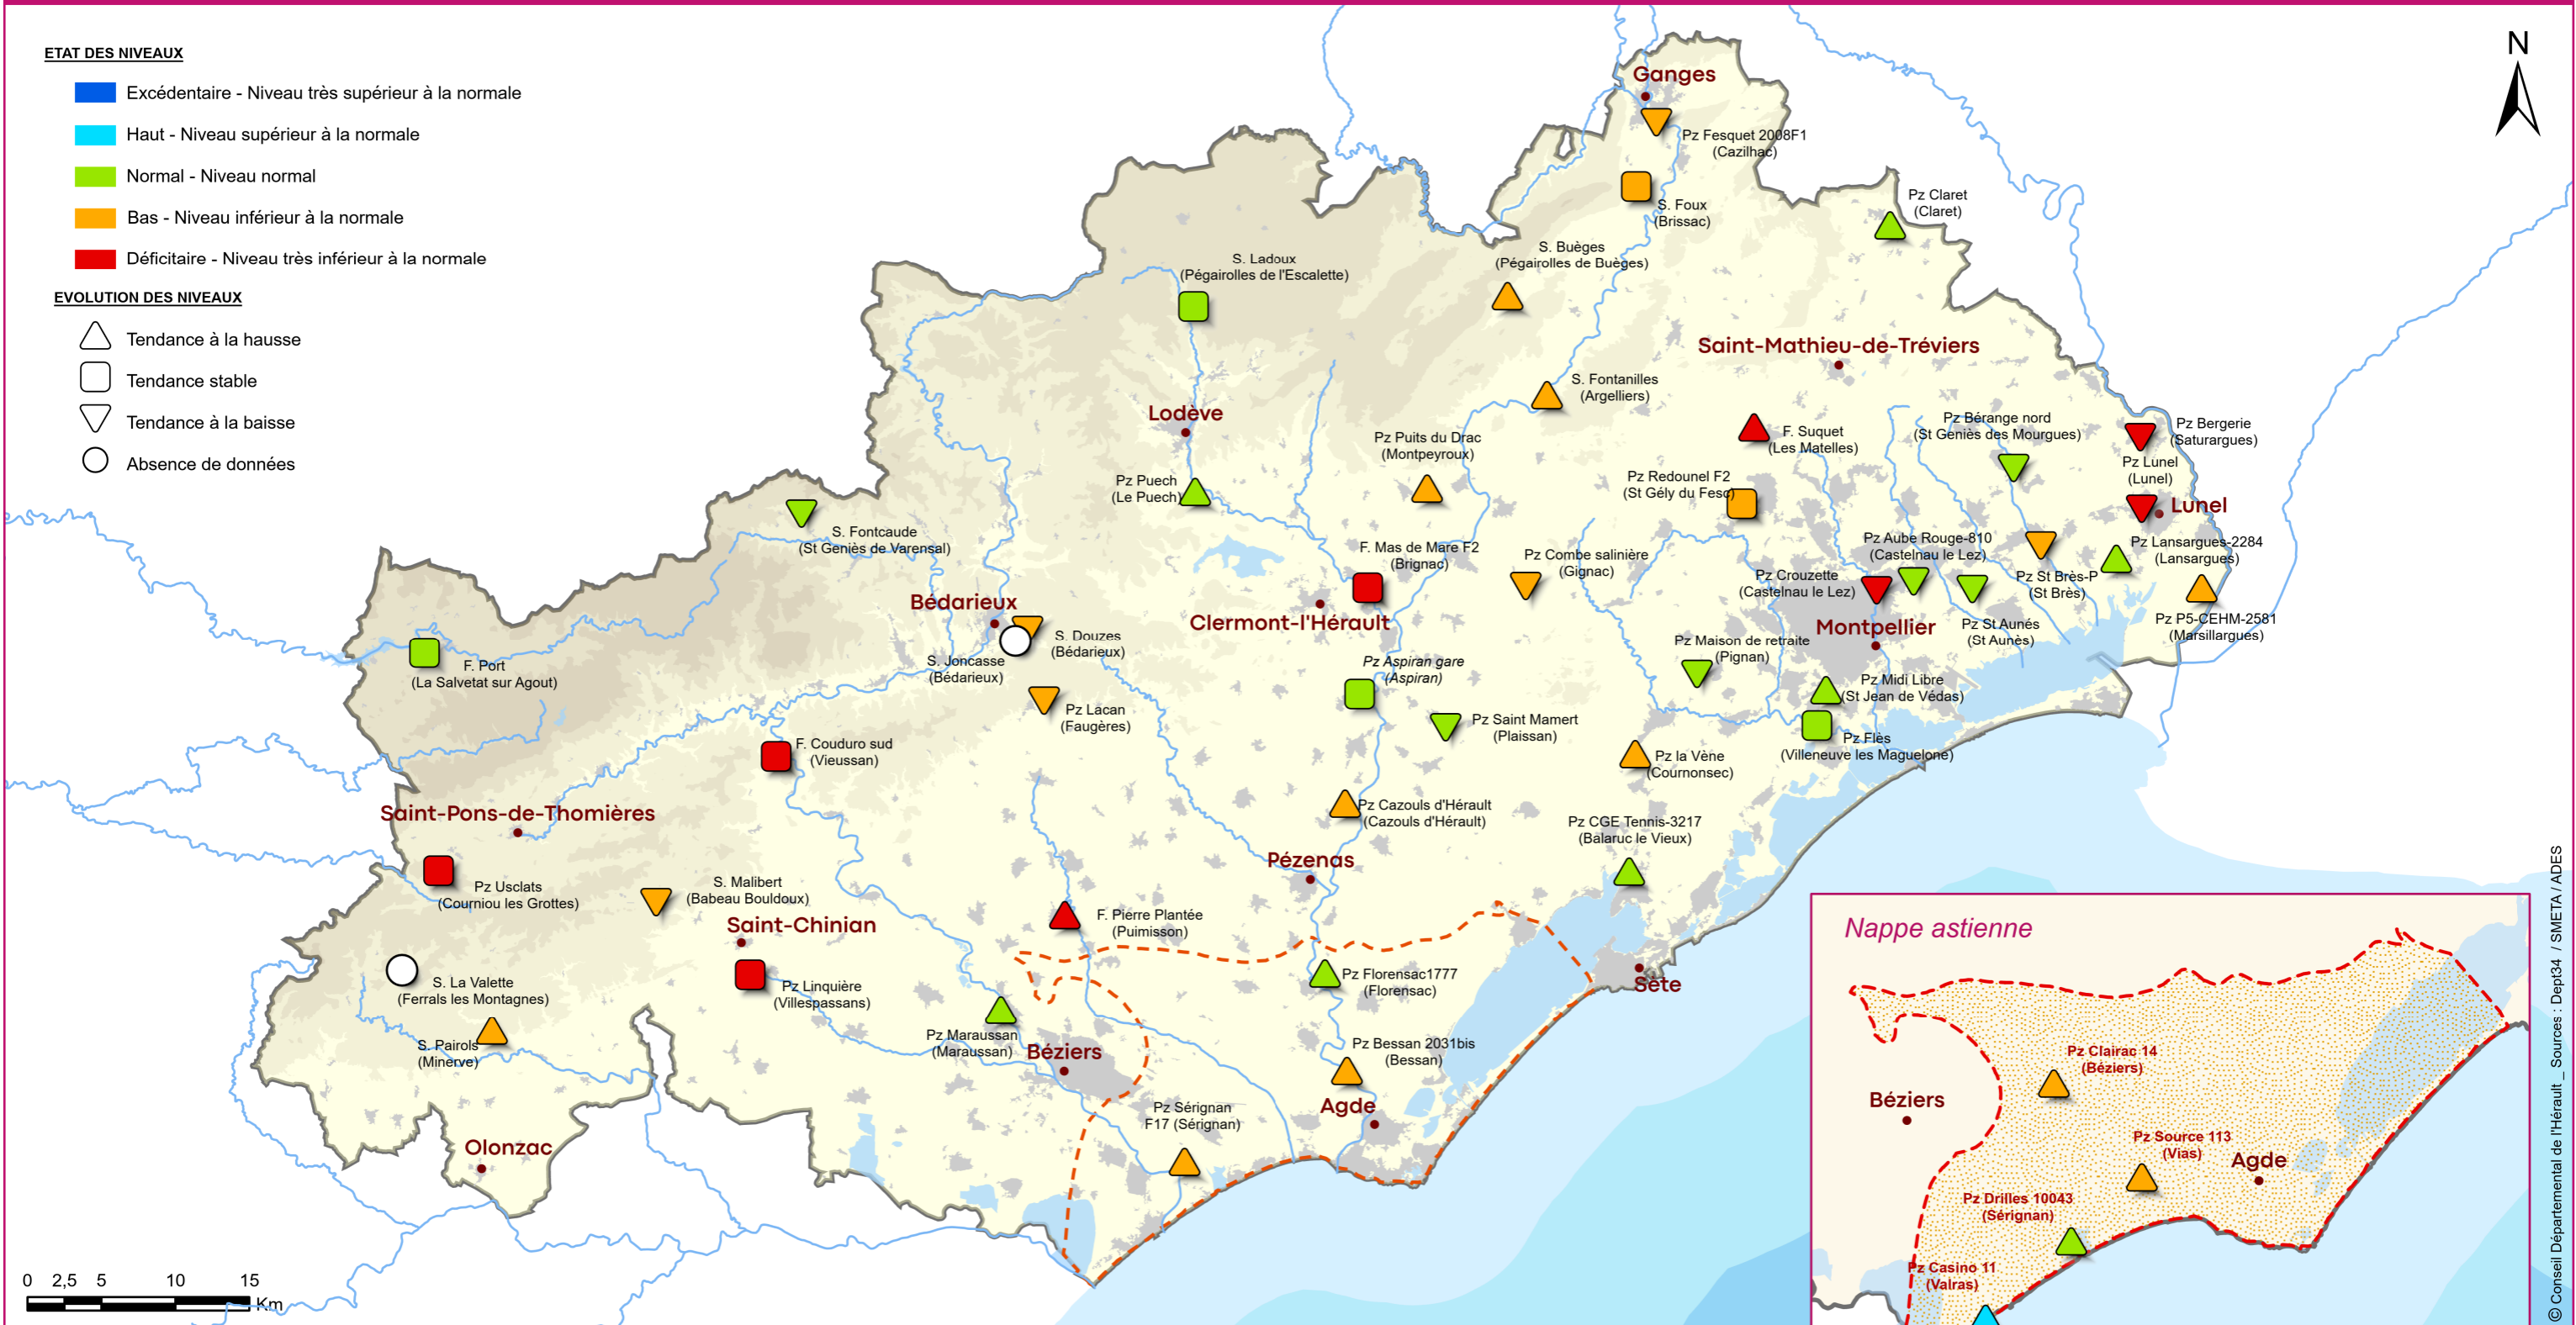 ETAT DES NIVEAUX
Excédentaire - Niveau très supérieur à la normale
Haut - Niveau supérieur à la normale
Normal - Niveau normal
Bas - Niveau inférieur à la normale
Déficitaire - Niveau très inférieur à la normale
EVOLUTION DES NIVEAUX
Tendance à la hausse
Tendance stable
Tendance à la baisse
Absence de données
N
Ganges
Pz Fesquet 2008F1
(Cazilhac)
S. Foux
(Brissac)
Pz Claret
(Claret)
S. Buèges
(Pégairolles de Buèges)
S. Ladoux
(Pégairolles de l'Escalette)
Saint-Mathieu-de-Tréviers
S. Fontanilles
(Argelliers)
Lodève
F. Suquet
(Les Matelles)
Pz Bérange nord
(St Geniès des Mourgues)
Pz Bergerie
(Saturargues)
Pz Puits du Drac
(Montpeyroux)
Pz Lunel
(Lunel)
Lunel
Pz Puech
(Le Puech)
Pz Redounel F2
(St Gély du Fesc)
S. Fontcaude
(St Geniès de Varensal)
F. Mas de Mare F2
(Brignac)
Pz Combe salinière
(Gignac)
Pz Aube Rouge-810
(Castelnau le Lez)
Pz Lansargues-2284
(Lansargues)
Pz Crouzette
(Castelnau le Lez)
Pz St Brès-P
(St Brès)
Bédarieux
Clermont-l'Hérault
Montpellier
Pz St Aunés
(St Aunès)
Pz P5-CEHM-2581
(Marsillargues)
S. Douzes
(Bédarieux)
S. Joncasse
(Bédarieux)
Pz Maison de retraite
(Pignan)
F. Port
(La Salvetat sur Agout)
Pz Aspiran gare
(Aspiran)
Pz Midi Libre
(St Jean de Védas)
Pz Lacan
(Faugères)
Pz Saint Mamert
(Plaissan)
Pz Flès
(Villeneuve les Maguelone)
F. Couduro sud
(Vieussan)
Pz la Vène
(Cournonsec)
Saint-Pons-de-Thomières
Pz Cazouls d'Hérault
(Cazouls d'Hérault)
Pz CGE Tennis-3217
(Balaruc le Vieux)
Pézenas
Pz Usclats
(Courniou les Grottes)
S. Malibert
(Babeau Bouldoux)
Saint-Chinian
F. Pierre Plantée
(Puimisson)
S. La Valette
(Ferrals les Montagnes)
Pz Linquière
(Villespassans)
Pz Florensac1777
(Florensac)
Sète
S. Pairols
(Minerve)
Pz Maraussan
(Maraussan)
Béziers
Pz Bessan 2031bis
(Bessan)
Agde
Pz Sérignan
F17 (Sérignan)
Olonzac
0 2,5 5 10 15
Km
Nappe astienne
Pz Clairac 14
(Béziers)
Béziers
Pz Source 113
(Vias)
Agde
Pz Drilles 10043
(Sérignan)
Pz Casino 11
(Valras)
© Conseil Départemental de l'Hérault _ Sources : Dept34 / SMETA / ADES